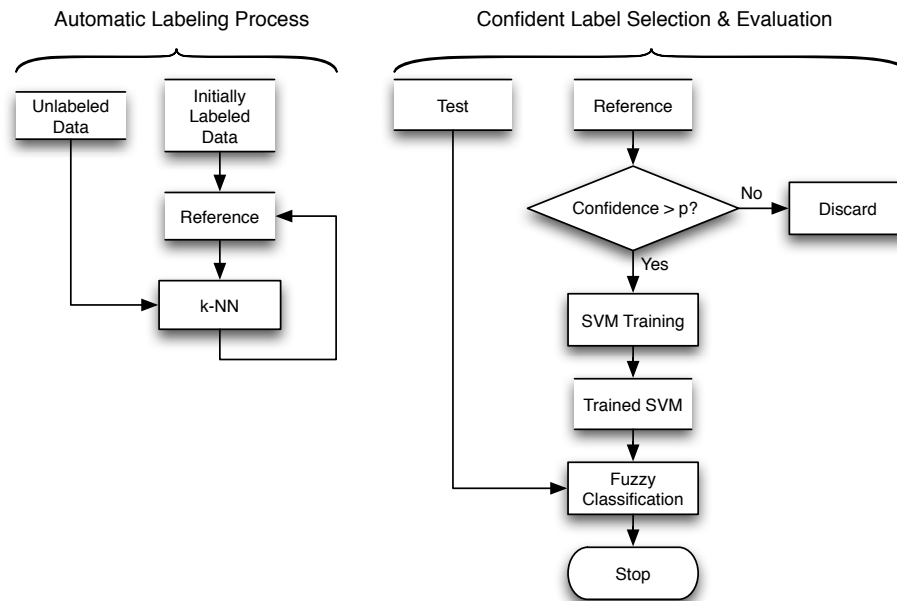 Automatic Labeling Process
Unlabeled
Data
Initially
Labeled
Data
Reference
k-NN
Confident Label Selection & Evaluation
Test
Reference
Confidence > p?
No
Discard
Yes
SVM Training
Trained SVM
Fuzzy
Classification
Stop